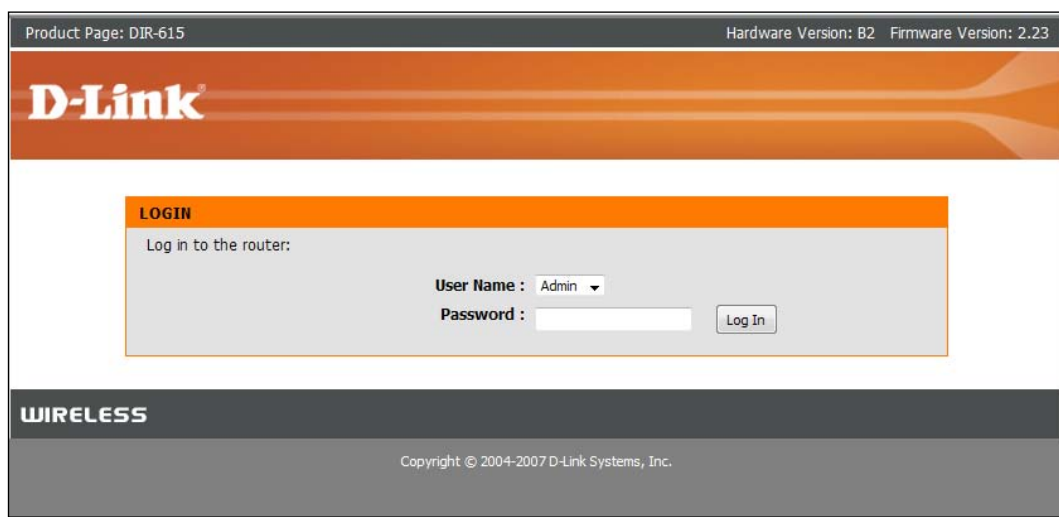 Product Page: DIR-615 Hardware Version: B2 Firmware Version: 2.23
D-Link®
LOGIN
Log in to the router:
User Name : Admin
Password :
Log In
WIRELESS
Copyright © 2004-2007 D-Link Systems, Inc.